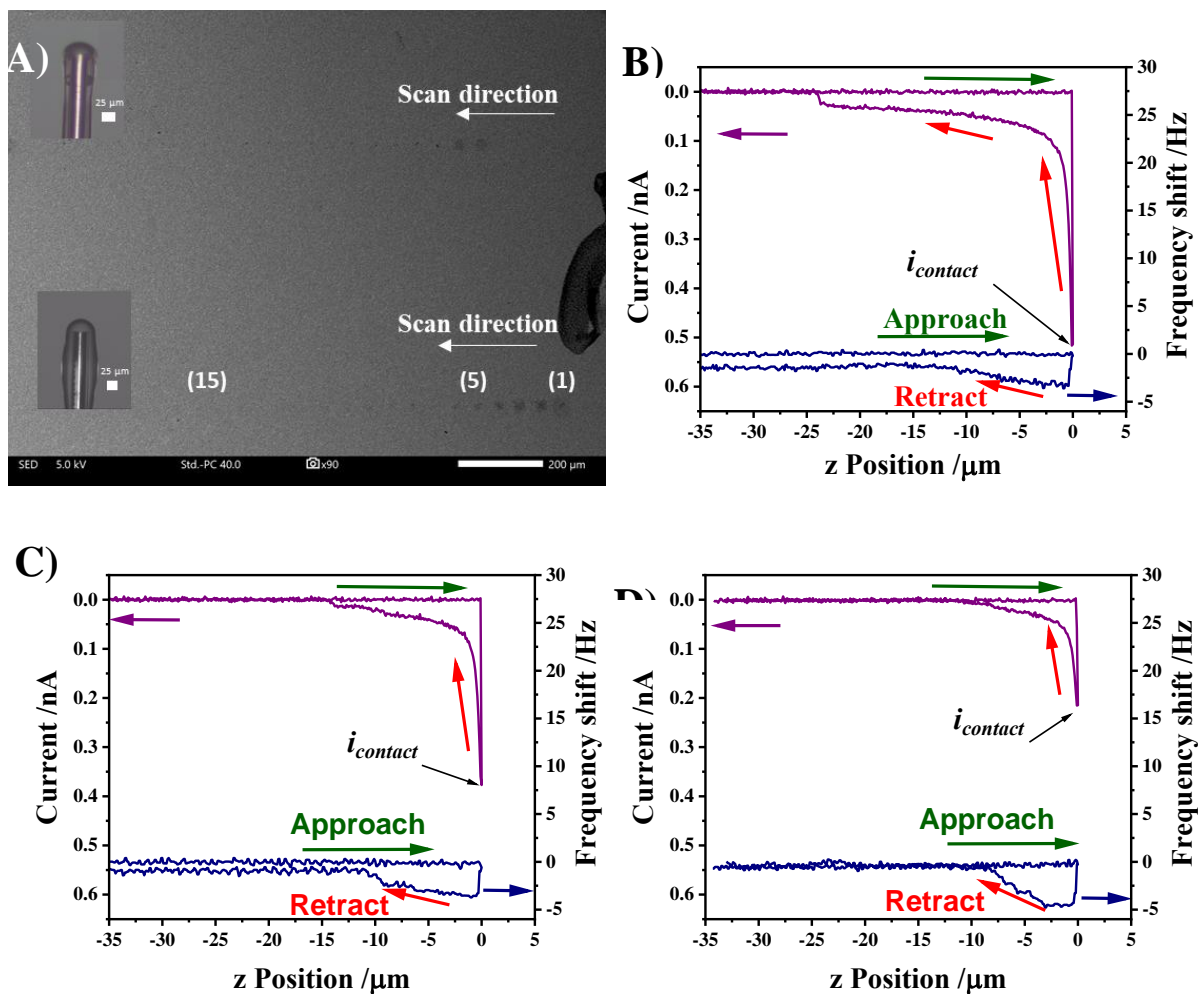 A)
25 µm
Scan direction
Scan direction
25 µm
(15)
(5)
(1)
SED 5.0 kV Std.-PC 40.0 x90 200 µm
B)
Current /nA
0.0
0.1
0.2
0.3
0.4
0.5
0.6
i contact
Approach
Retract
30
25
20
15
10
5
0
-5
Frequency shift /Hz
-35 -30 -25 -20 -15 -10 -5 0 5
z Position /µm
C)
Current /nA
0.0
0.1
0.2
0.3
0.4
0.5
0.6
i contact
Approach
Retract
30
25
20
15
10
5
0
-5
Frequency shift /Hz
-35 -30 -25 -20 -15 -10 -5 0 5
z Position /µm
D)
Current /nA
0.0
0.1
0.2
0.3
0.4
0.5
0.6
i contact
Approach
Retract
30
25
20
15
10
5
0
-5
Frequency shift /Hz
-35 -30 -25 -20 -15 -10 -5 0 5
z Position /µm